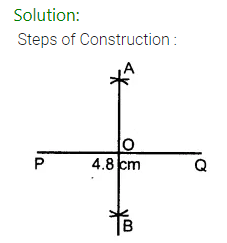 Solution:
Steps of Construction :
A
O
P 4.8 cm Q
B